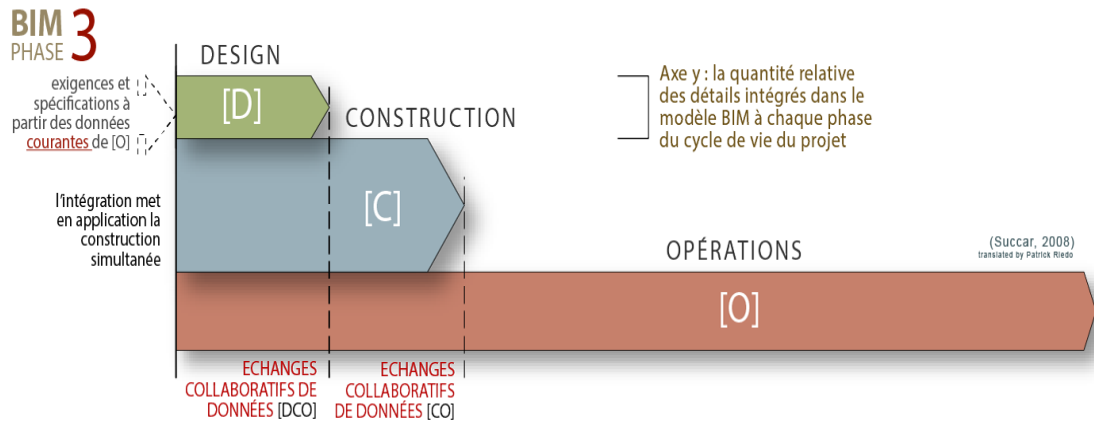 BIM
PHASE 3
DESIGN
exigences et
spécifications à
partir des données
courantes de [O]
[D]
CONSTRUCTION
Axe y : la quantité relative
des détails intégrés dans le
modèle BIM à chaque phase
du cycle de vie du projet
l'intégration met
en application la
construction
simultanée
[C]
OPÉRATIONS
(Succar, 2008)
translated by Patrick Riedo
[O]
ECHANGES
COLLABORATIFS DE
DONNÉES [DCO]
ECHANGES
COLLABORATIFS
DE DONNÉES [CO]